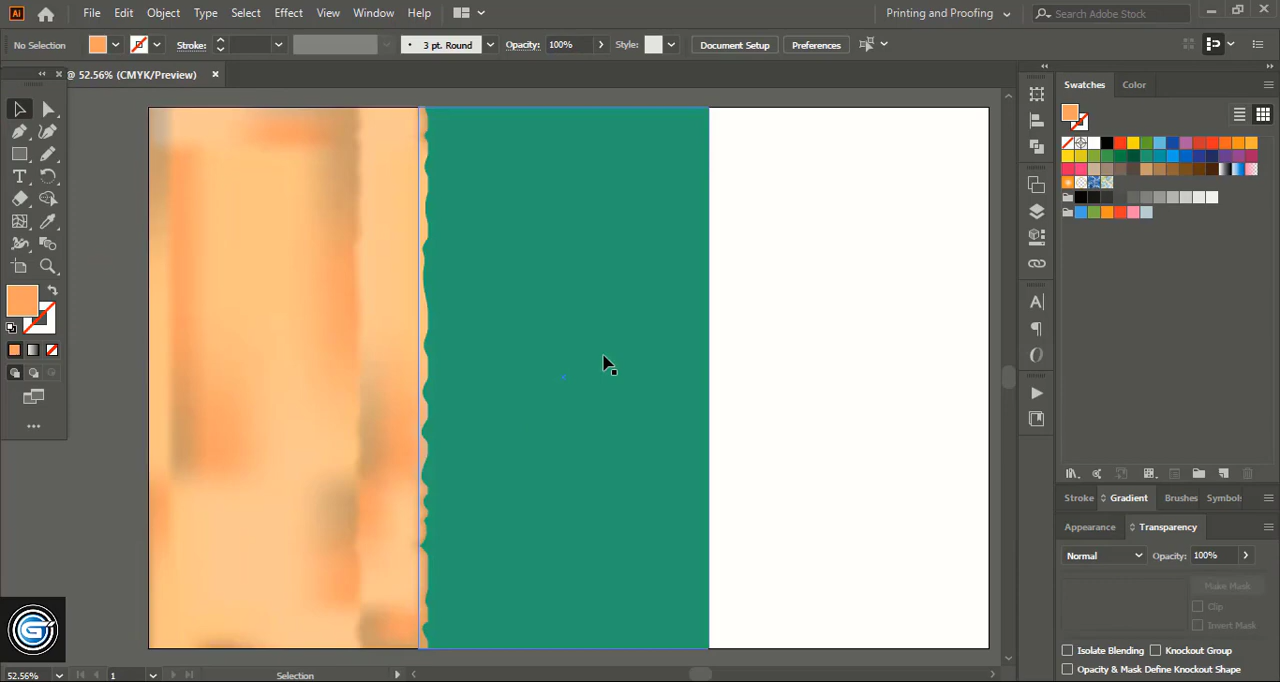 Ai File Edit Object Type Select Effect View Window Help Printing and Proofing Search Adobe Stock
No Selection Stroke: 3 pt. Round Opacity: 100% Style: Document Setup Preferences
@ 52.56% (CMYK/Preview)
Swatches Color
Stroke Gradient Brushes Symbols
Appearance Transparency
Normal Opacity: 100%
Make Mask
Clip
Invert Mask
Isolate Blending Knockout Group
Opacity & Mask Define Knockout Shape
52.56% 1 Selection